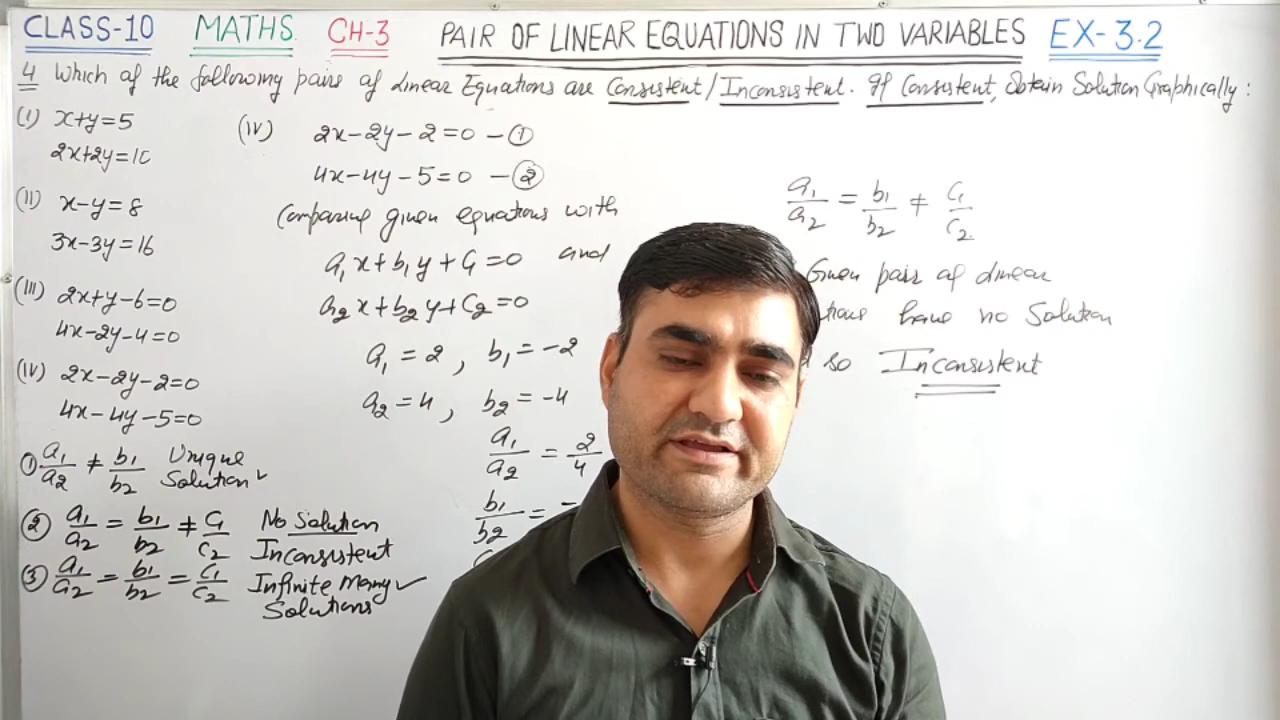 CLASS-10 MATHS CH-3 PAIR OF LINEAR EQUATIONS IN TWO VARIABLES EX-3.2
4 Which of the following pairs of Linear Equations are Consistent/Inconsistent. If Consistent, Obtain Solution Graphically:
(I) x+y=5
2x+2y=10
(II) x-y=8
3x-3y=16
(III) 2x+y-6=0
4x-2y-4=0
(IV) 2x-2y-2=0
4x-4y-5=0
① a₁/a₂ ≠ b₁/b₂ Unique Solution ✓
② a₁/a₂ = b₁/b₂ ≠ c₁/c₂ No Solution Inconsistent
③ a₁/a₂ = b₁/b₂ = c₁/c₂ Infinite Many Solutions ✓
(IV) 2x-2y-2=0 -①
4x-4y-5=0 -②
Comparing given equations with
a₁x+b₁y+c₁=0 and
a₂x+b₂y+c₂=0
a₁=2, b₁=-2
a₂=4, b₂=-4
a₁/a₂ = 2/4
b₁/b₂ = -
a₁/a₂ = b₁/b₂ ≠ c₁/c₂
Given pair of Linear
have no Solution
so Inconsistent